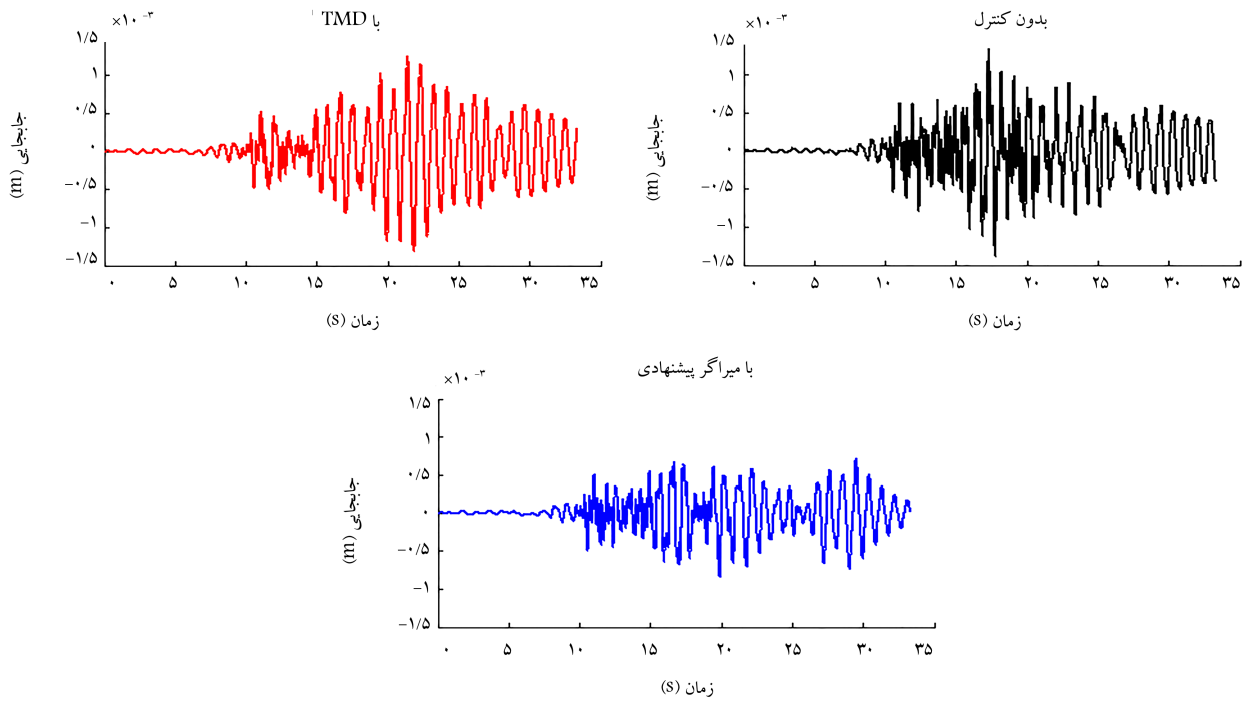 بدون کنترل
×۱۰ ⁻۳
۱/۵
۱
۰/۵
۰
−۰/۵
−۱
−۱/۵
جابجایی (m)
۰ ۵ ۱۰ ۱۵ ۲۰ ۲۵ ۳۰ ۳۵
زمان (s)
با TMD
×۱۰ ⁻۳
۱/۵
۱
۰/۵
۰
−۰/۵
−۱
−۱/۵
جابجایی (m)
۰ ۵ ۱۰ ۱۵ ۲۰ ۲۵ ۳۰ ۳۵
زمان (s)
با میراگر پیشنهادی
×۱۰ ⁻۳
۱/۵
۱
۰/۵
۰
−۰/۵
−۱
−۱/۵
جابجایی (m)
۰ ۵ ۱۰ ۱۵ ۲۰ ۲۵ ۳۰ ۳۵
زمان (s)